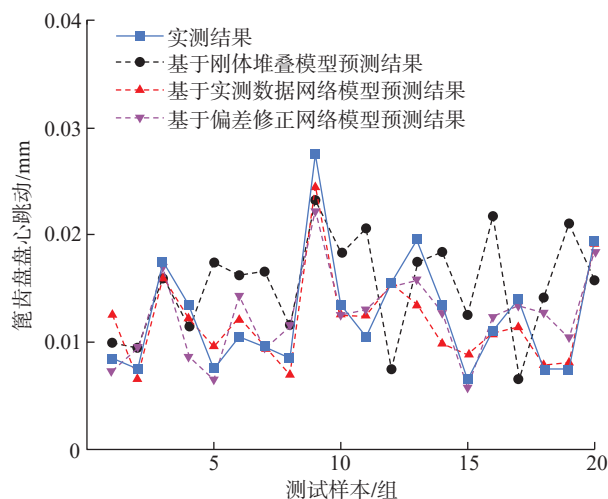 0.04
实测结果
基于刚体堆叠模型预测结果
基于实测数据网络模型预测结果
基于偏差修正网络模型预测结果
0.03
0.02
0.01
0
篦齿盘盘心跳动/mm
5
10
15
20
测试样本/组